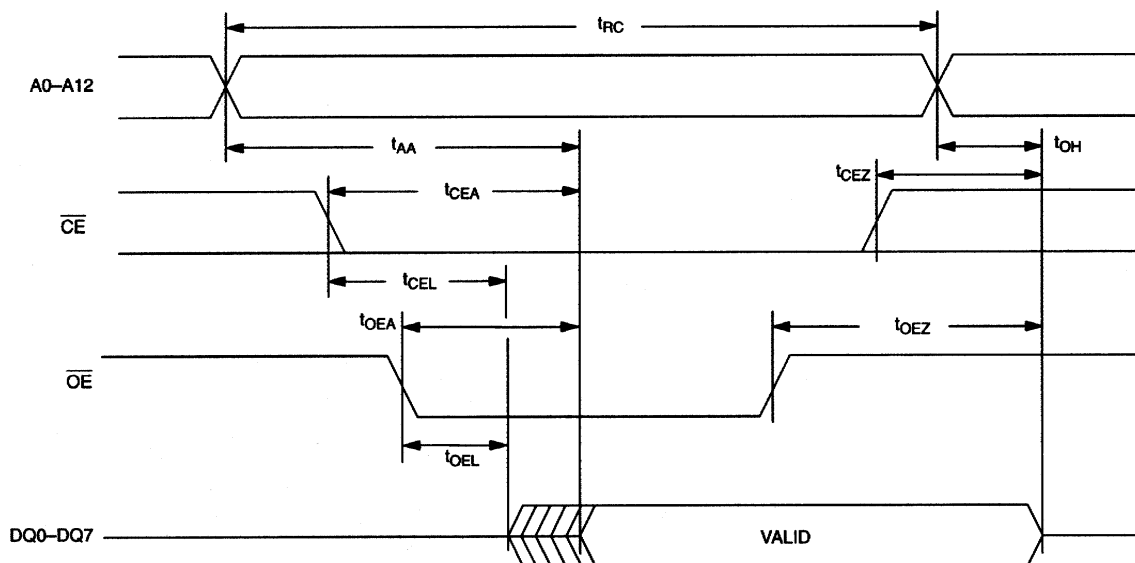 tRC
A0–A12
tAA
tOH
tCEA
tCEZ
CE
tCEL
tOEA
tOEZ
OE
tOEL
DQ0–DQ7
VALID